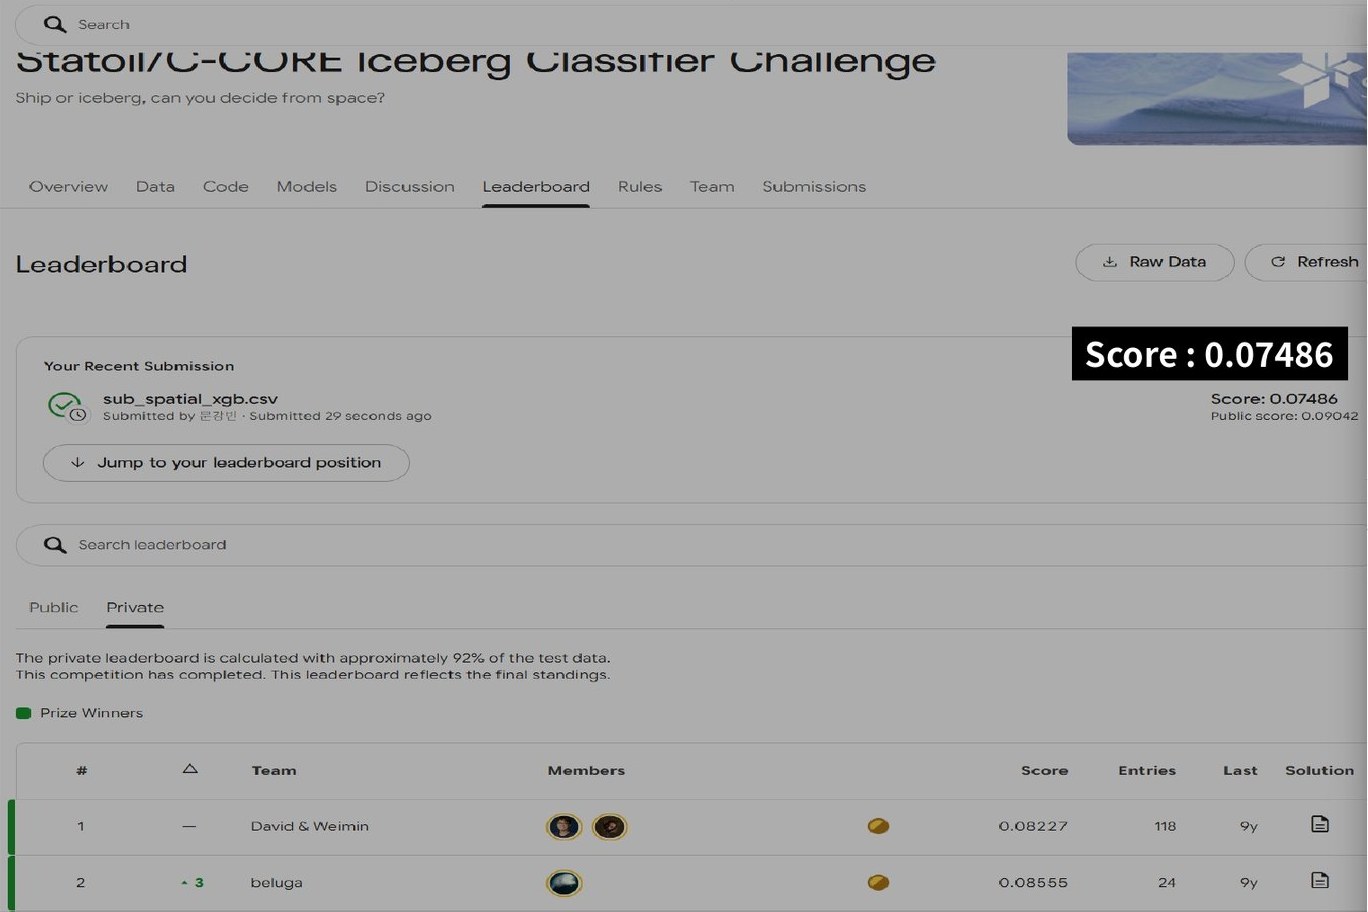 Search
Statoil/C-CORE Iceberg Classifier Challenge
Ship or iceberg, can you decide from space?
Overview Data Code Models Discussion Leaderboard Rules Team Submissions
Leaderboard
Raw Data Refresh
Score : 0.07486
Your Recent Submission
sub_spatial_xgb.csv
Submitted by 문강빈 · Submitted 29 seconds ago
Score: 0.07486
Public score: 0.09042
Jump to your leaderboard position
Search leaderboard
Public Private
The private leaderboard is calculated with approximately 92% of the test data.
This competition has completed. This leaderboard reflects the final standings.
Prize Winners
# △ Team Members Score Entries Last Solution
1 — David & Weimin 0.08227 118 9y
2 3 beluga 0.08555 24 9y